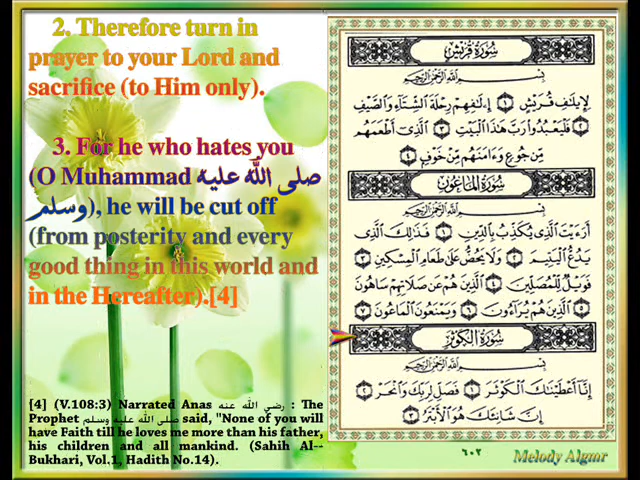 2. Therefore turn in
prayer to your Lord and
sacrifice (to Him only).
3. For he who hates you
(O Muhammad صلى الله عليه
وسلم), he will be cut off
(from posterity and every
good thing in this world and
in the Hereafter).[4]
[4] (V.108:3) Narrated Anas رضي الله عنه : The
Prophet صلى الله عليه وسلم said, "None of you will
have Faith till he loves me more than his father,
his children and all mankind. (Sahih Al--
Bukhari, Vol.1, Hadith No.14).
سُورَةُ قُرَيْشٍ
بِسْمِ اللَّهِ الرَّحْمَٰنِ الرَّحِيمِ
لِإِيلَٰفِ قُرَيْشٍ ١ إِۦلَٰفِهِمْ رِحْلَةَ الشِّتَآءِ وَالصَّيْفِ
٢ فَلْيَعْبُدُوا۟ رَبَّ هَٰذَا الْبَيْتِ ٣ الَّذِىٓ أَطْعَمَهُم
مِّن جُوعٍ وَءَامَنَهُم مِّنْ خَوْفٍۭ ٤
سُورَةُ الْمَاعُونِ
بِسْمِ اللَّهِ الرَّحْمَٰنِ الرَّحِيمِ
أَرَءَيْتَ الَّذِى يُكَذِّبُ بِالدِّينِ ١ فَذَٰلِكَ الَّذِى
يَدُعُّ الْيَتِيمَ ٢ وَلَا يَحُضُّ عَلَىٰ طَعَامِ الْمِسْكِينِ ٣
فَوَيْلٌ لِّلْمُصَلِّينَ ٤ الَّذِينَ هُمْ عَن صَلَاتِهِمْ سَاهُونَ
٥ الَّذِينَ هُمْ يُرَآءُونَ ٦ وَيَمْنَعُونَ الْمَاعُونَ ٧
سُورَةُ الْكَوْثَرِ
بِسْمِ اللَّهِ الرَّحْمَٰنِ الرَّحِيمِ
إِنَّآ أَعْطَيْنَٰكَ الْكَوْثَرَ ١ فَصَلِّ لِرَبِّكَ وَانْحَرْ ٢
إِنَّ شَانِئَكَ هُوَ الْأَبْتَرُ ٣
٦٠٢
Melody Algmr